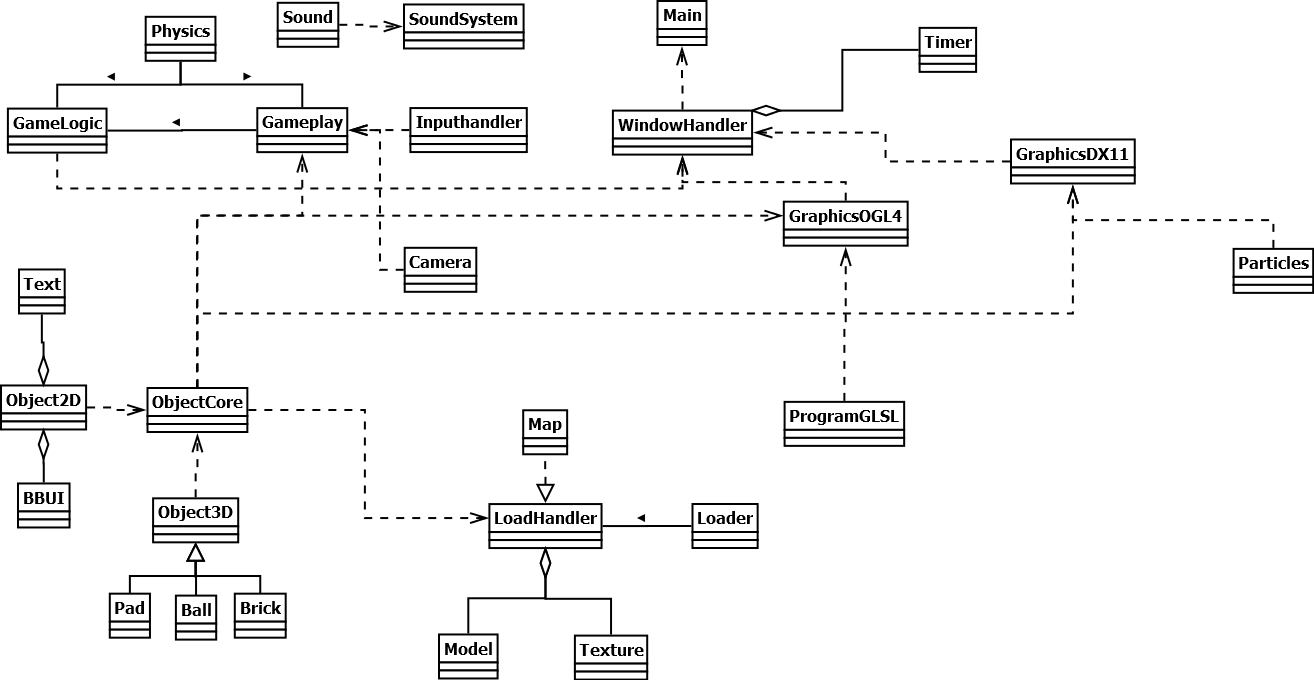 Physics
Sound
SoundSystem
Main
Timer
GameLogic
Gameplay
Inputhandler
WindowHandler
GraphicsDX11
GraphicsOGL4
Camera
Particles
Text
Object2D
ObjectCore
Map
ProgramGLSL
BBUI
Object3D
LoadHandler
Loader
Pad
Ball
Brick
Model
Texture